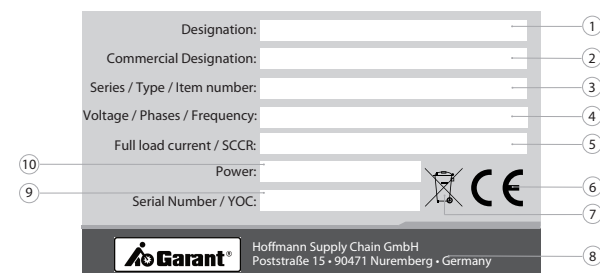 Designation:
1
Commercial Designation:
2
Series / Type / Item number:
3
Voltage / Phases / Frequency:
4
Full load current / SCCR:
5
10
Power:
6
9
Serial Number / YOC:
CE
7
Garant®
Hoffmann Supply Chain GmbH
Poststraße 15 • 90471 Nuremberg • Germany
8